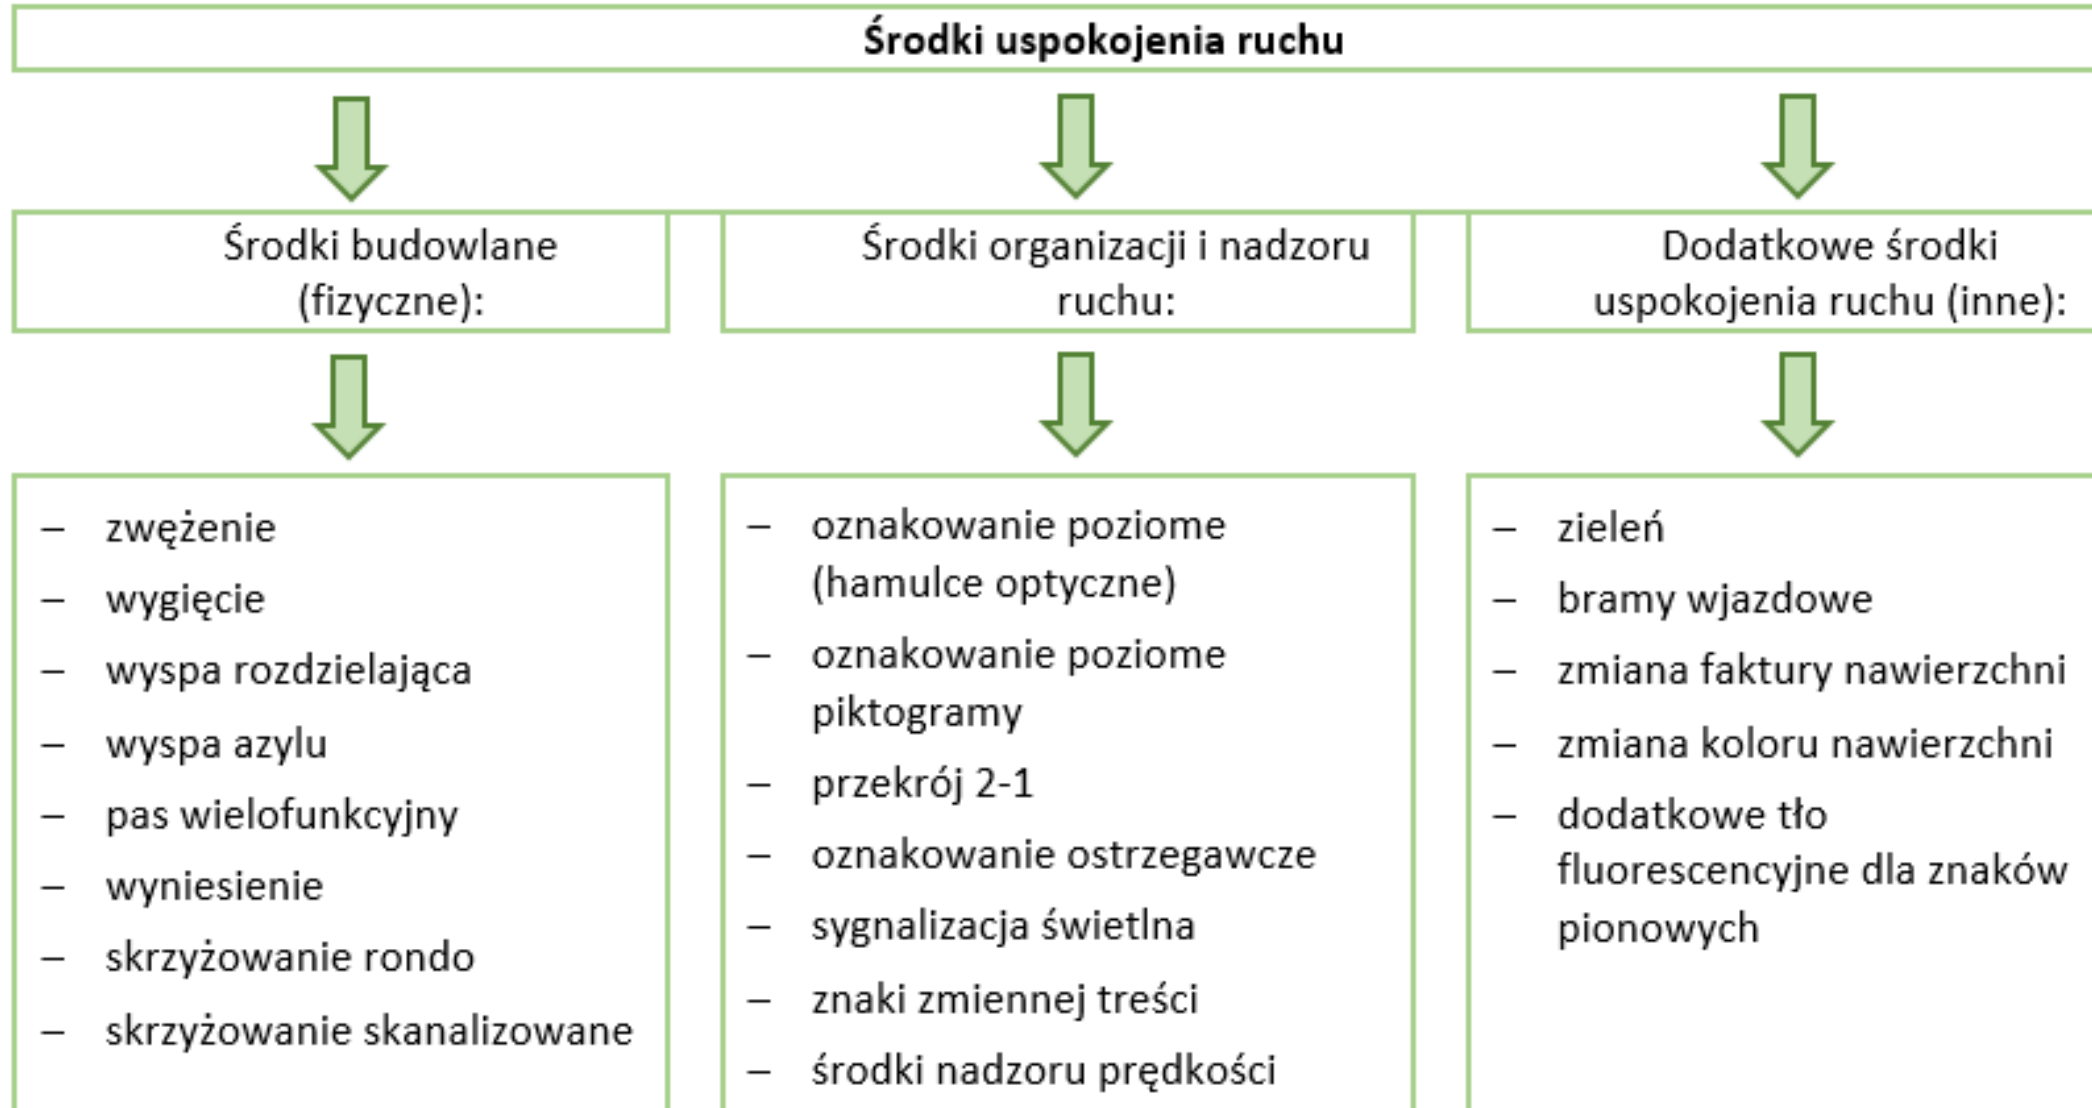 Środki uspokojenia ruchu
Środki budowlane
(fizyczne):
Środki organizacji i nadzoru
ruchu:
Dodatkowe środki
uspokojenia ruchu (inne):
– zwężenie
– wygięcie
– wyspa rozdzielająca
– wyspa azylu
– pas wielofunkcyjny
– wyniesienie
– skrzyżowanie rondo
– skrzyżowanie skanalizowane
– oznakowanie poziome
(hamulce optyczne)
– oznakowanie poziome
piktogramy
– przekrój 2-1
– oznakowanie ostrzegawcze
– sygnalizacja świetlna
– znaki zmiennej treści
– środki nadzoru prędkości
– zieleń
– bramy wjazdowe
– zmiana faktury nawierzchni
– zmiana koloru nawierzchni
– dodatkowe tło
fluorescencyjne dla znaków
pionowych